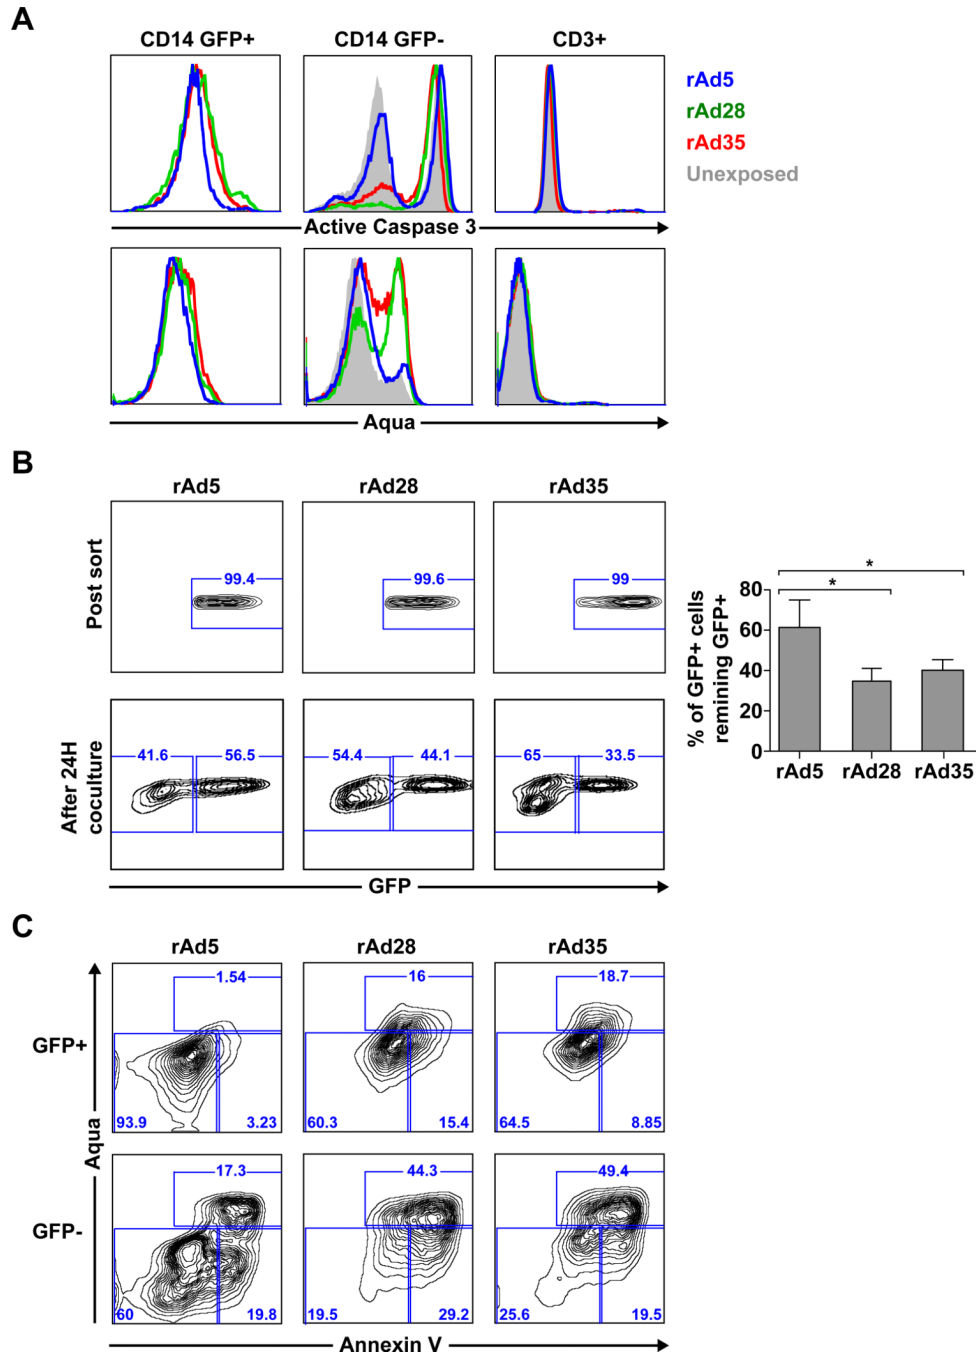 A
CD14 GFP+ CD14 GFP- CD3+
rAd5
rAd28
rAd35
Unexposed
Active Caspase 3
Aqua
B
rAd5 rAd28 rAd35
Post sort
99.4 99.6 99
After 24H
coculture
41.6 56.5 54.4 44.1 65 33.5
GFP
% of GFP+ cells
remining GFP+
80
60
40
20
0
* *
rAd5 rAd28 rAd35
C
rAd5 rAd28 rAd35
Aqua
GFP+
1.54 16 18.7
93.9 3.23 60.3 15.4 64.5 8.85
GFP-
17.3 44.3 49.4
60 19.8 19.5 29.2 25.6 19.5
Annexin V